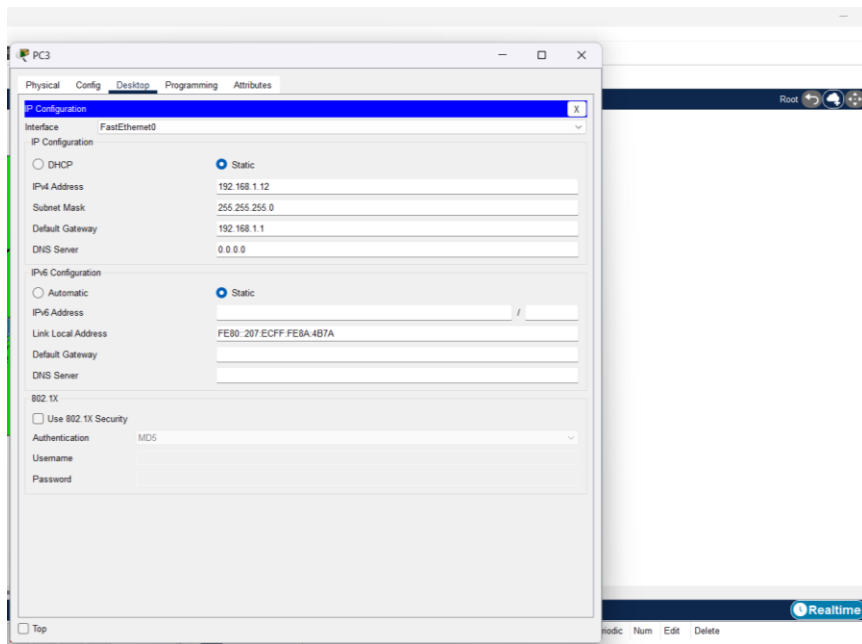 PC3
Physical Config Desktop Programming Attributes
IP Configuration X
Interface FastEthernet0
IP Configuration
DHCP Static
IPv4 Address 192.168.1.12
Subnet Mask 255.255.255.0
Default Gateway 192.168.1.1
DNS Server 0.0.0.0
IPv6 Configuration
Automatic Static
IPv6 Address /
Link Local Address FE80::207:ECFF:FE8A:4B7A
Default Gateway
DNS Server
802.1X
Use 802.1X Security
Authentication MD5
Username
Password
Top
Root
Realtime
Num Edit Delete